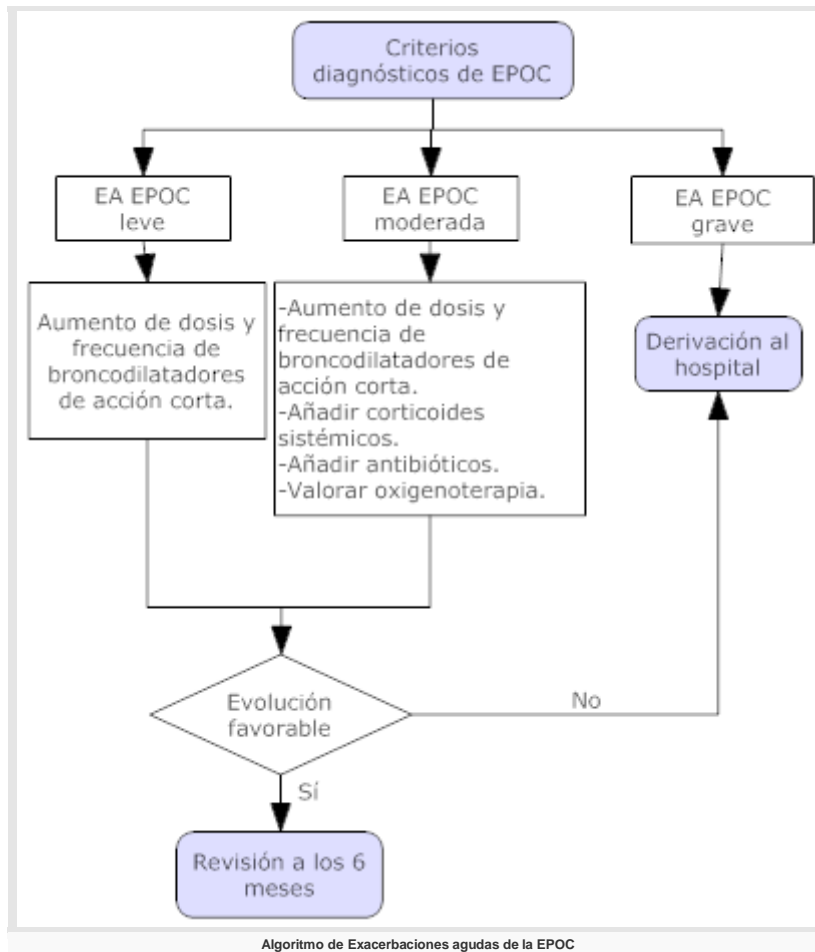 Criterios
diagnósticos de EPOC
EA EPOC
leve
EA EPOC
moderada
EA EPOC
grave
Aumento de dosis y
frecuencia de
broncodilatadores
de acción corta.
-Aumento de dosis y
frecuencia de
broncodilatadores de
acción corta.
-Añadir corticoides
sistémicos.
-Añadir antibióticos.
-Valorar oxigenoterapia.
Derivación al
hospital
Evolución
favorable
No
Sí
Revisión a los 6
meses
Algoritmo de Exacerbaciones agudas de la EPOC